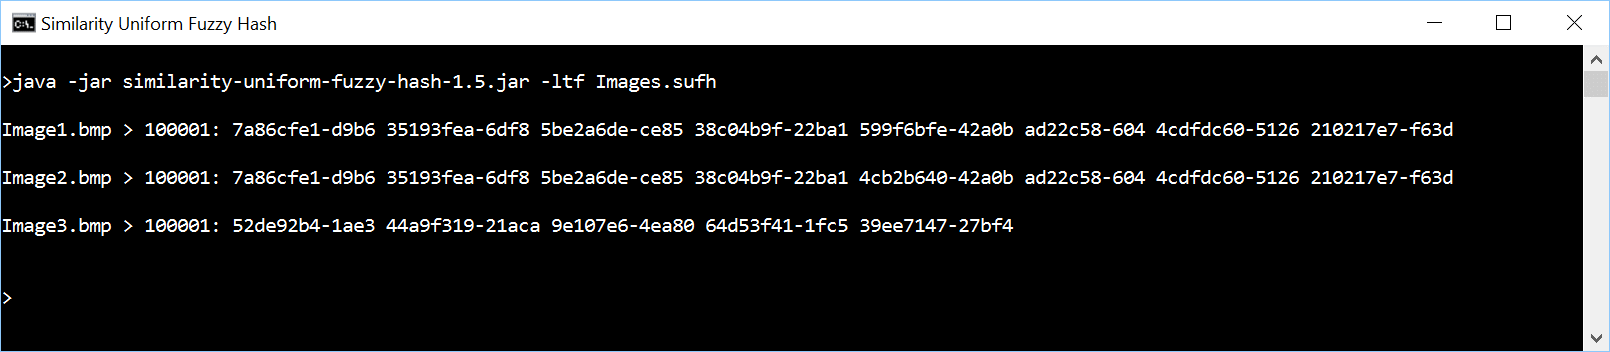 Similarity Uniform Fuzzy Hash
>java -jar similarity-uniform-fuzzy-hash-1.5.jar -ltf Images.sufh
Image1.bmp > 100001: 7a86cfe1-d9b6 35193fea-6df8 5be2a6de-ce85 38c04b9f-22ba1 599f6bfe-42a0b ad22c58-604 4cdfdc60-5126 210217e7-f63d
Image2.bmp > 100001: 7a86cfe1-d9b6 35193fea-6df8 5be2a6de-ce85 38c04b9f-22ba1 4cb2b640-42a0b ad22c58-604 4cdfdc60-5126 210217e7-f63d
Image3.bmp > 100001: 52de92b4-1ae3 44a9f319-21aca 9e107e6-4ea80 64d53f41-1fc5 39ee7147-27bf4
>